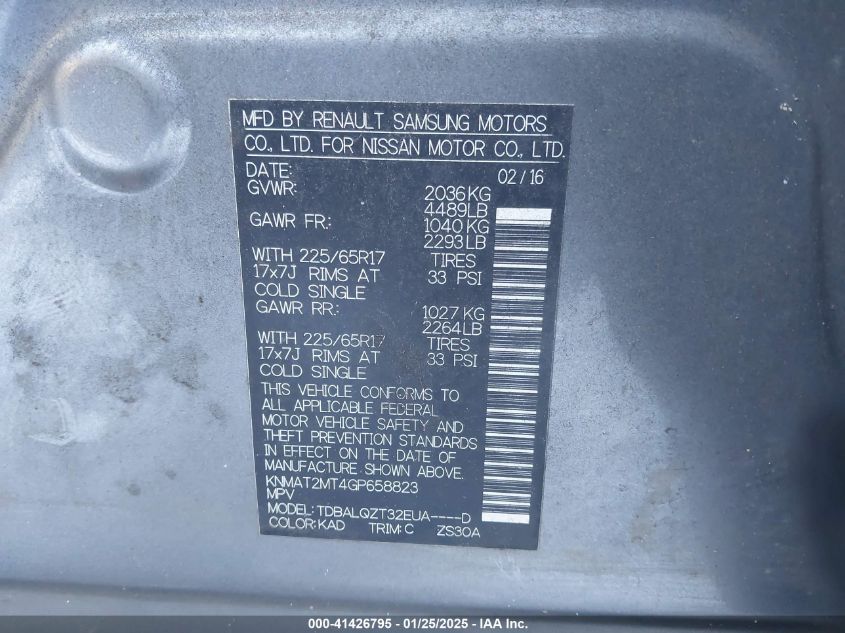 MFD BY RENAULT SAMSUNG MOTORS
CO., LTD. FOR NISSAN MOTOR CO., LTD.
DATE: 02/16
GVWR: 2036KG
4489LB
GAWR FR.: 1040KG
2293LB
WITH 225/65R17 TIRES
17x7J RIMS AT 33 PSI
COLD SINGLE
GAWR RR.: 1027KG
2264LB
WITH 225/65R17 TIRES
17x7J RIMS AT 33 PSI
COLD SINGLE
THIS VEHICLE CONFORMS TO
ALL APPLICABLE FEDERAL
MOTOR VEHICLE SAFETY AND
THEFT PREVENTION STANDARDS
IN EFFECT ON THE DATE OF
MANUFACTURE SHOWN ABOVE.
KNMAT2MT4GP658823
MPV
MODEL: TDBALQZT32EUA----D
COLOR: KAD TRIM: C ZS30A
000-41426795 - 01/25/2025 - IAA Inc.